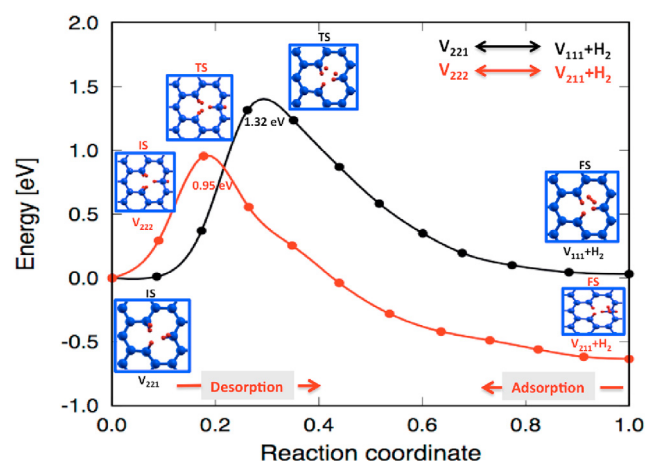 2.0
1.5
1.0
0.5
0.0
-0.5
-1.0
Energy [eV]
0.0
0.2
0.4
0.6
0.8
1.0
Reaction coordinate
V221 V111+H2
V222 V211+H2
TS
TS
1.32 eV
0.95 eV
IS
V222
IS
V221
FS
V111+H2
FS
V211+H2
Desorption
Adsorption